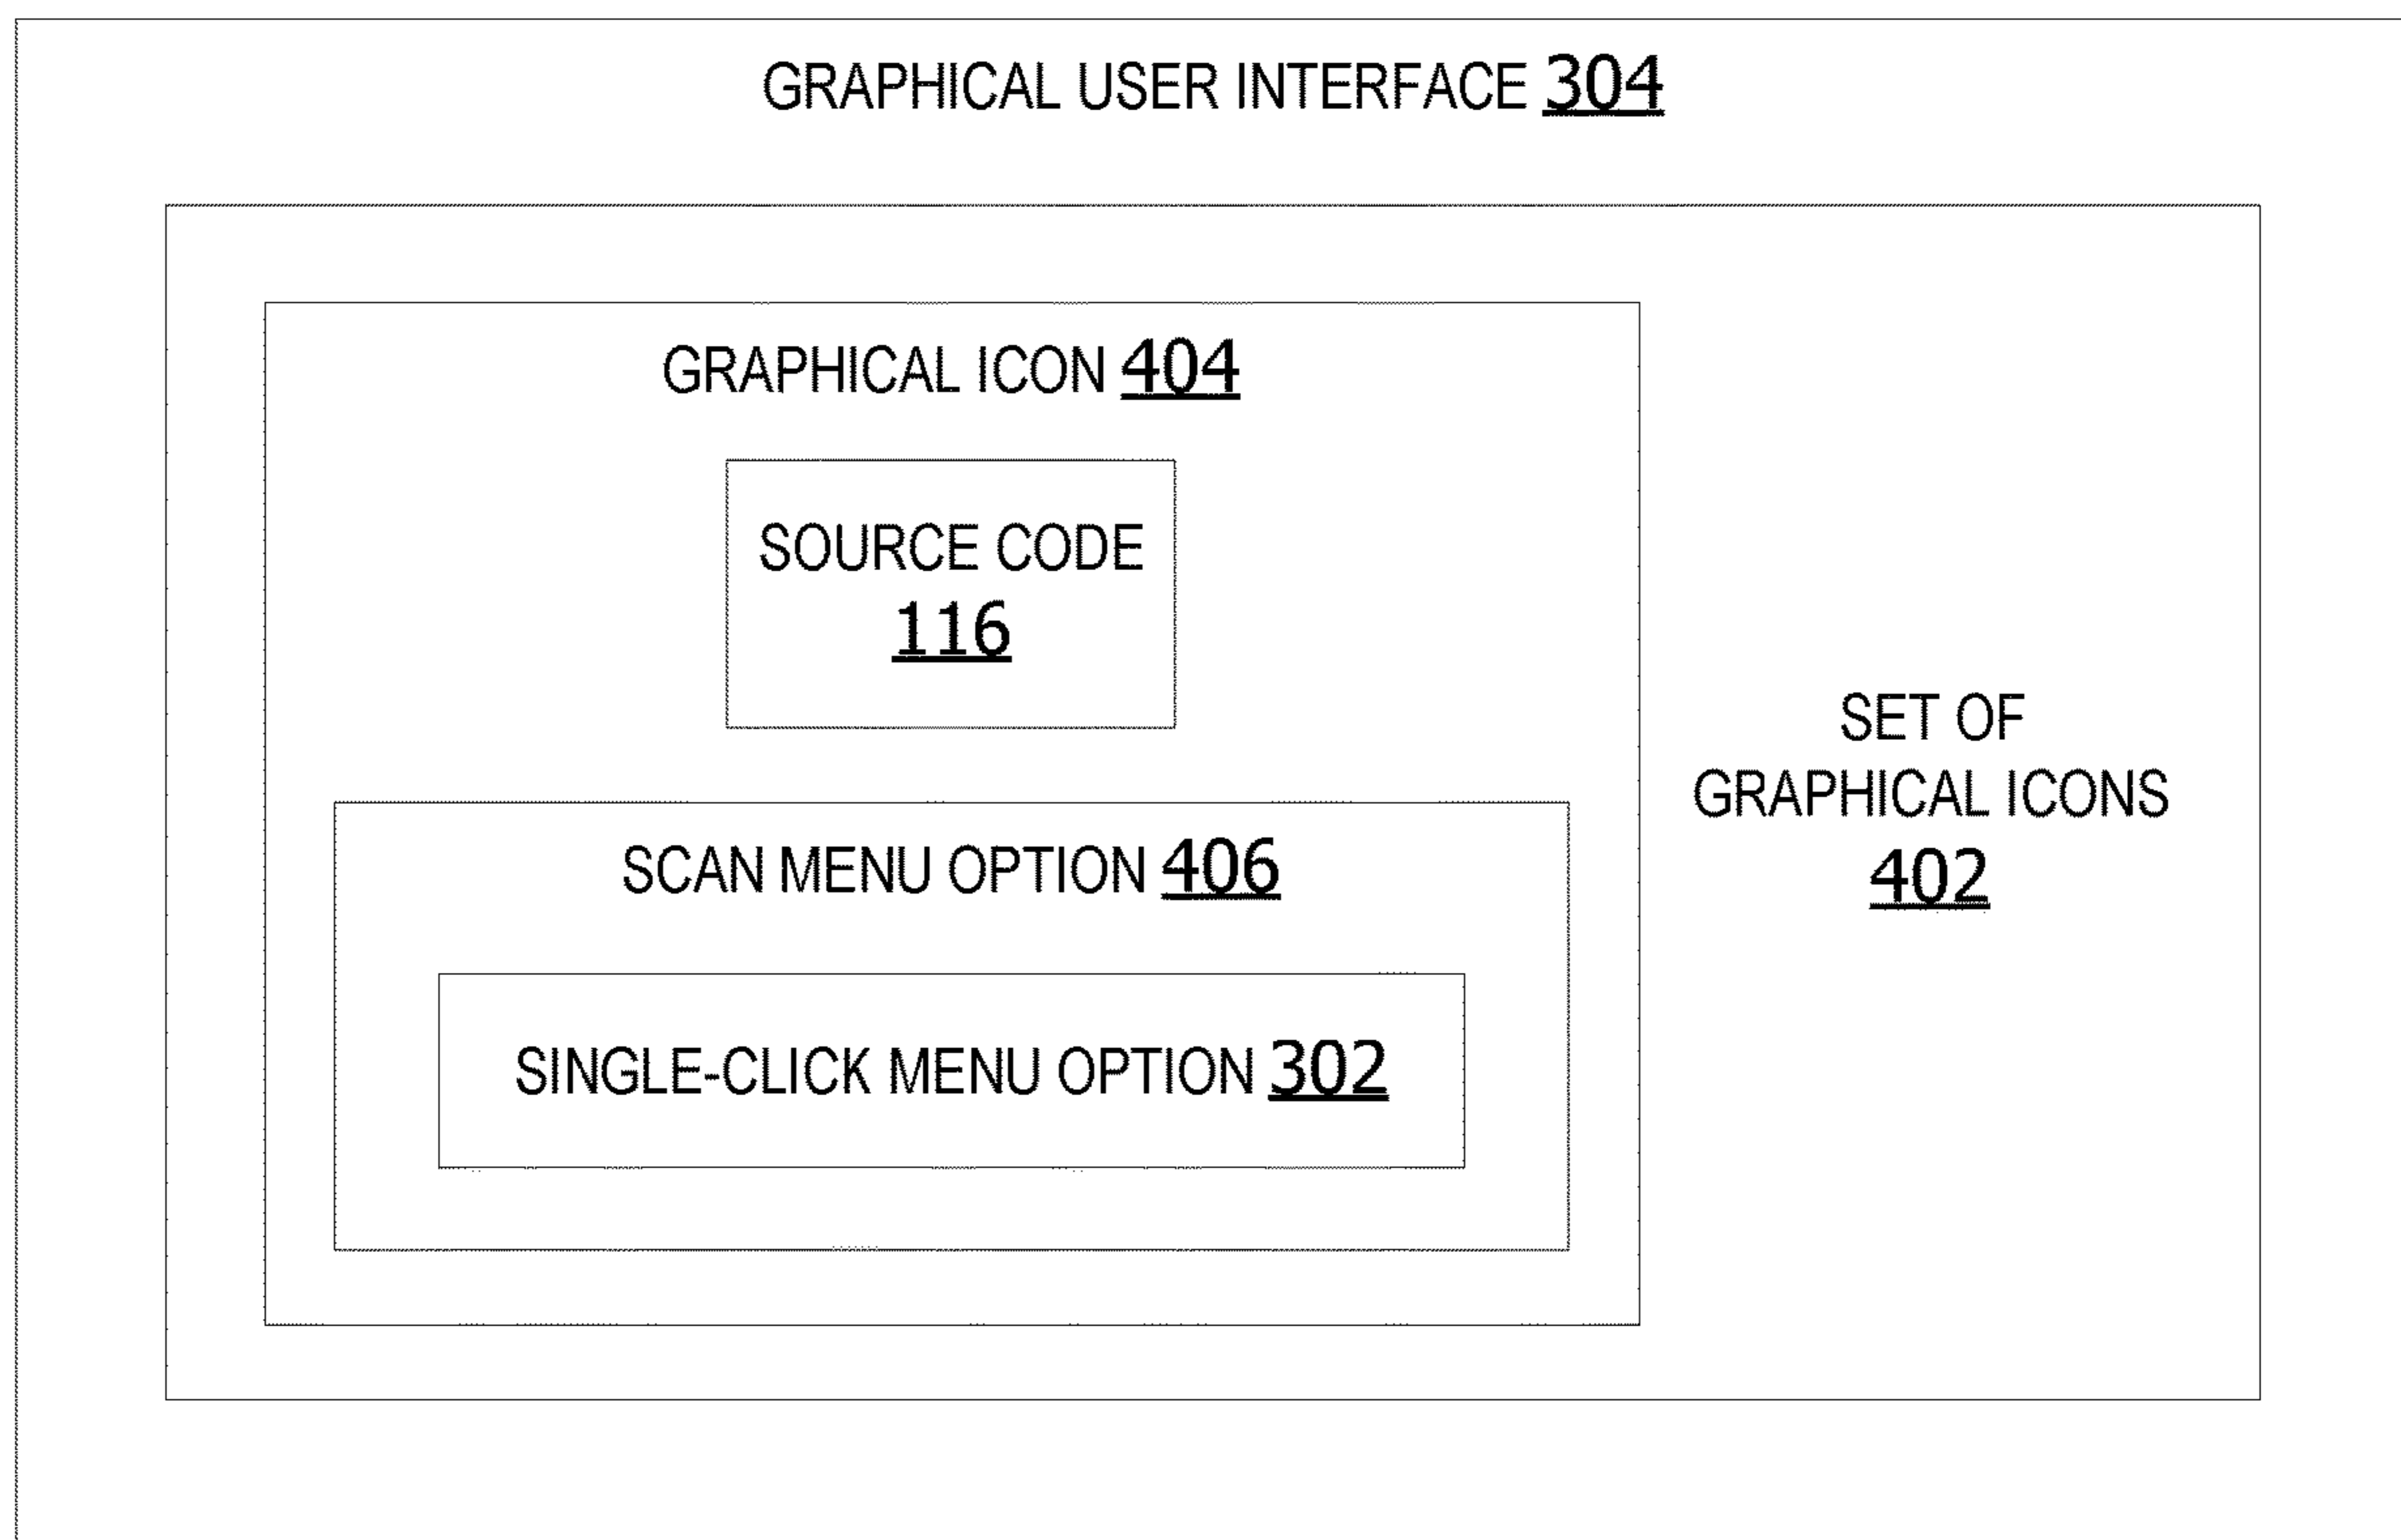 GRAPHICAL USER INTERFACE 304
GRAPHICAL ICON 404
SOURCE CODE
116
SCAN MENU OPTION 406
SINGLE-CLICK MENU OPTION 302
SET OF
GRAPHICAL ICONS
402